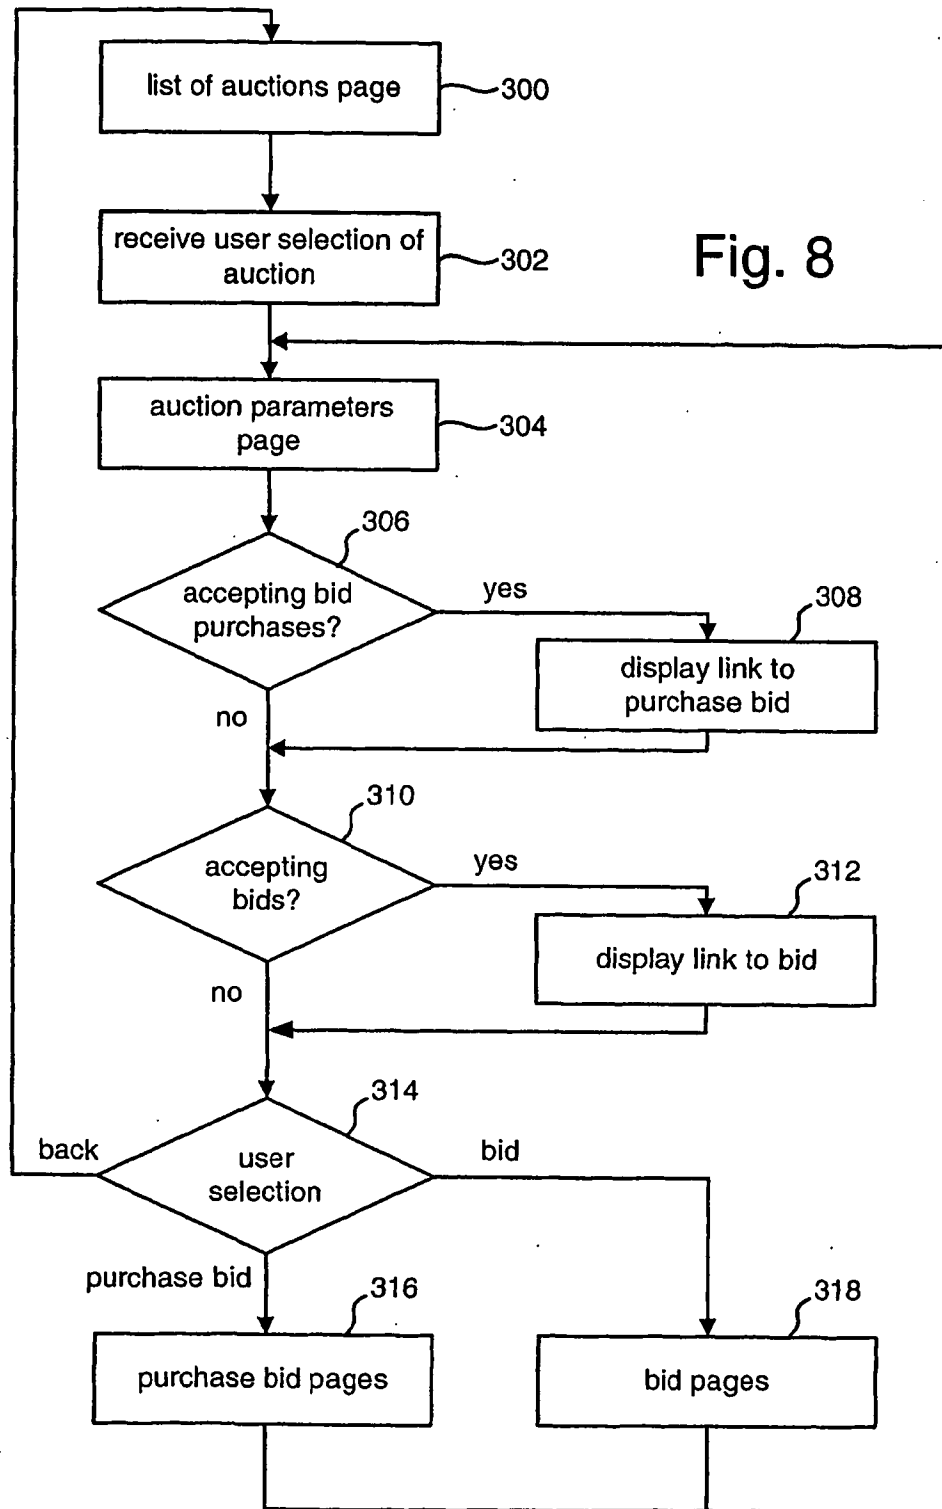 list of auctions page
300
receive user selection of
auction
302
Fig. 8
auction parameters
page
304
306
accepting bid
purchases?
yes
308
display link to
purchase bid
no
310
accepting
bids?
yes
312
display link to bid
no
314
back
user
selection
bid
purchase bid
316
318
purchase bid pages
bid pages